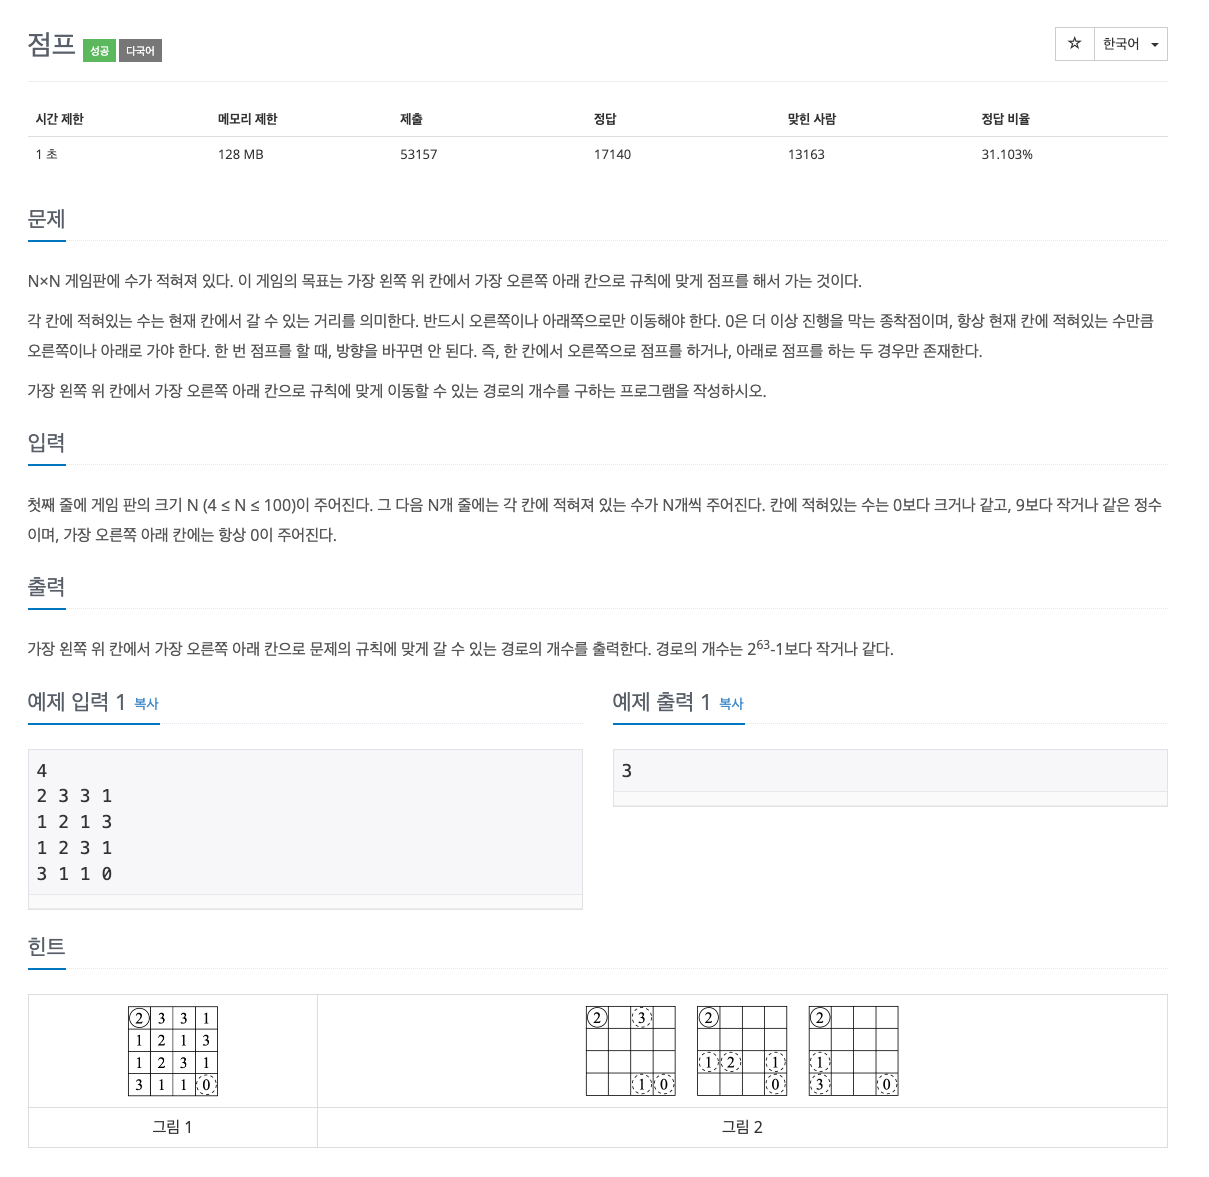 점프 성공 다국어
☆ 한국어
시간 제한 메모리 제한 제출 정답 맞힌 사람 정답 비율
1 초 128 MB 53157 17140 13163 31.103%
문제
N×N 게임판에 수가 적혀져 있다. 이 게임의 목표는 가장 왼쪽 위 칸에서 가장 오른쪽 아래 칸으로 규칙에 맞게 점프를 해서 가는 것이다.
각 칸에 적혀있는 수는 현재 칸에서 갈 수 있는 거리를 의미한다. 반드시 오른쪽이나 아래쪽으로만 이동해야 한다. 0은 더 이상 진행을 막는 종착점이며, 항상 현재 칸에 적혀있는 수만큼
오른쪽이나 아래로 가야 한다. 한 번 점프를 할 때, 방향을 바꾸면 안 된다. 즉, 한 칸에서 오른쪽으로 점프를 하거나, 아래로 점프를 하는 두 경우만 존재한다.
가장 왼쪽 위 칸에서 가장 오른쪽 아래 칸으로 규칙에 맞게 이동할 수 있는 경로의 개수를 구하는 프로그램을 작성하시오.
입력
첫째 줄에 게임 판의 크기 N (4 ≤ N ≤ 100)이 주어진다. 그 다음 N개 줄에는 각 칸에 적혀져 있는 수가 N개씩 주어진다. 칸에 적혀있는 수는 0보다 크거나 같고, 9보다 작거나 같은 정수
이며, 가장 오른쪽 아래 칸에는 항상 0이 주어진다.
출력
가장 왼쪽 위 칸에서 가장 오른쪽 아래 칸으로 문제의 규칙에 맞게 갈 수 있는 경로의 개수를 출력한다. 경로의 개수는 2⁶³-1보다 작거나 같다.
예제 입력 1 복사
4
2 3 3 1
1 2 1 3
1 2 3 1
3 1 1 0
예제 출력 1 복사
3
힌트
2 3 3 1
1 2 1 3
1 2 3 1
3 1 1 0
그림 1
2 3
1 0
2
1 2 1
0
2
1
3 0
그림 2